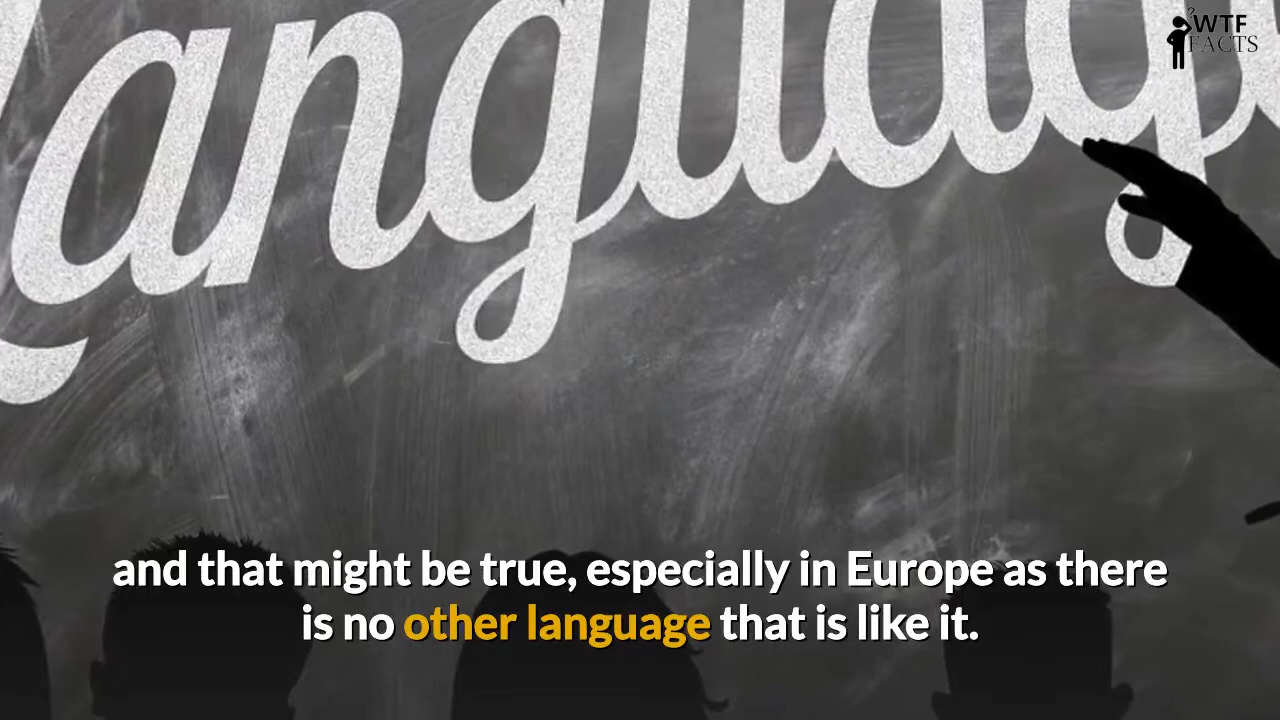 Language
?WTF
FACTS
and that might be true, especially in Europe as there
is no other language that is like it.